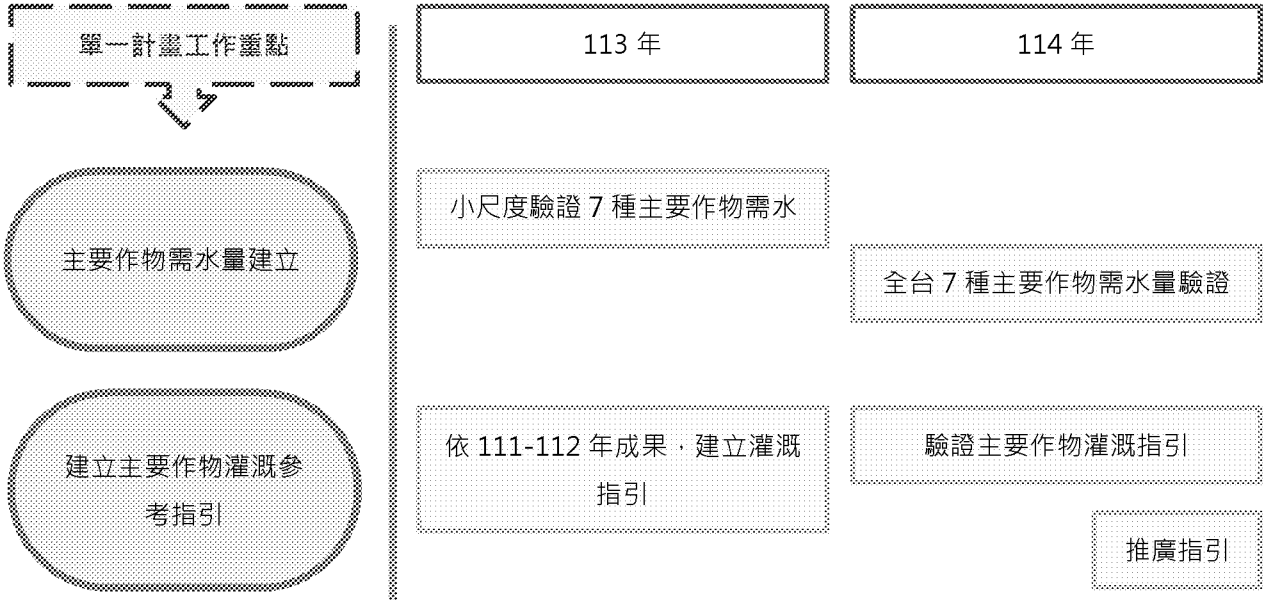 單一計畫工作重點
113 年
114 年
主要作物需水量建立
小尺度驗證 7 種主要作物需水
全台 7 種主要作物需水量驗證
建立主要作物灌溉參
考指引
依 111-112 年成果，建立灌溉
指引
驗證主要作物灌溉指引
推廣指引